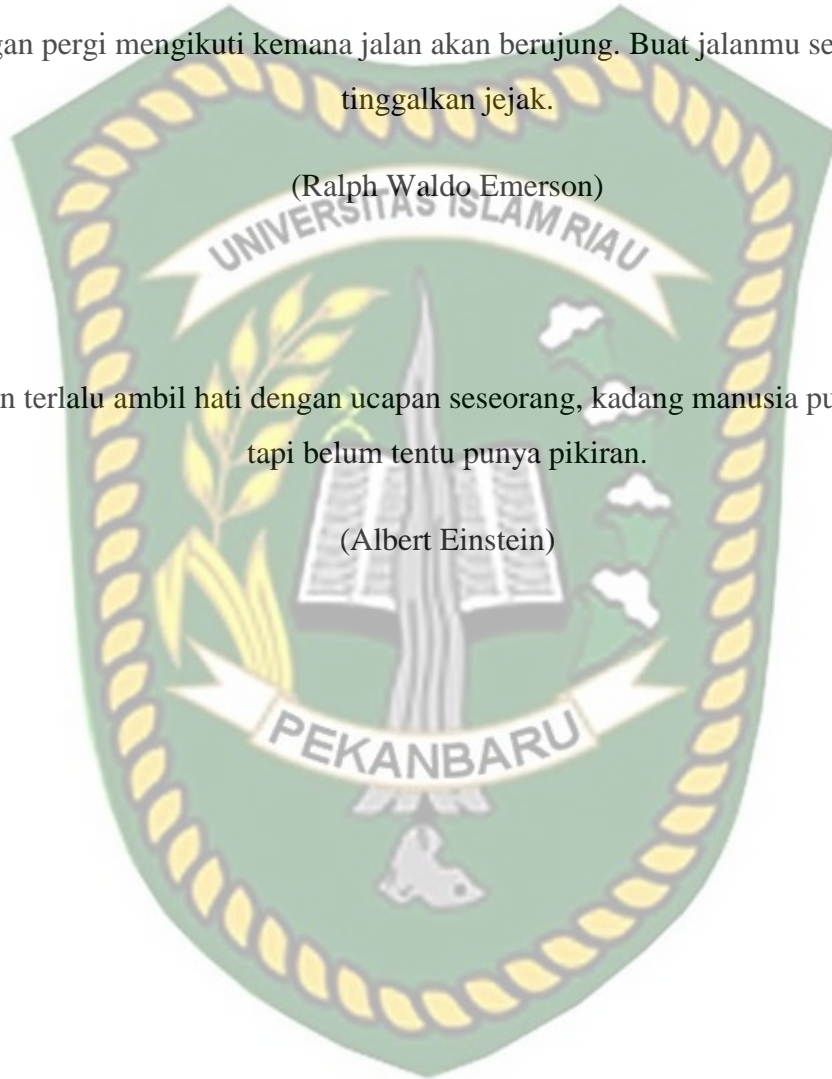 gan pergi mengikuti kemana jalan akan berujung. Buat jalanmu se
tinggalkan jejak.
(Ralph Waldo Emerson)
UNIVERSITAS ISLAM RIAU
n terlalu ambil hati dengan ucapan seseorang, kadang manusia pu
tapi belum tentu punya pikiran.
(Albert Einstein)
PEKANBARU